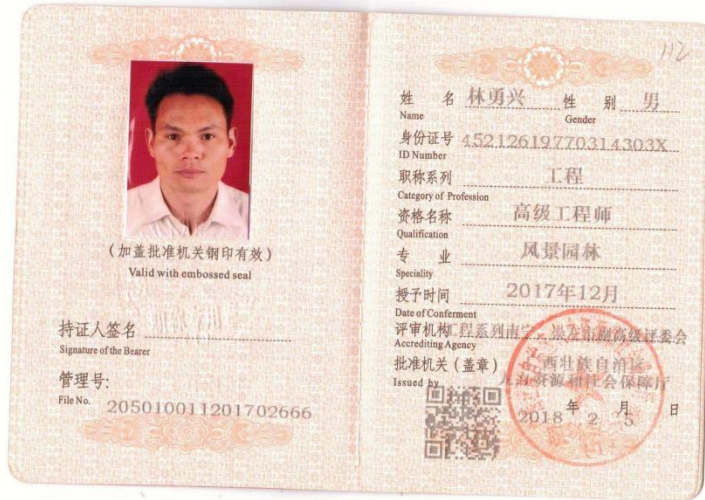 (加盖批准机关钢印有效)
Valid with embossed seal
持证人签名
Signature of the Bearer
管理号:
File No. 20501001120170266​6
112
姓 名 林勇兴 性 别 男
Name Gender
身份证号 45212619770314303X
ID Number
职称系列 工程
Category of Profession
资格名称 高级工程师
Qualification
专 业 风景园林
Speciality
授予时间 2017年12月
Date of Conferment
评审机构 工程系列南宁、崇左市副高级评委会
Accrediting Agency
批准机关(盖章) 西壮族自治区
Issued by 人力资源和社会保障厅
2018 年 2 月 5 日